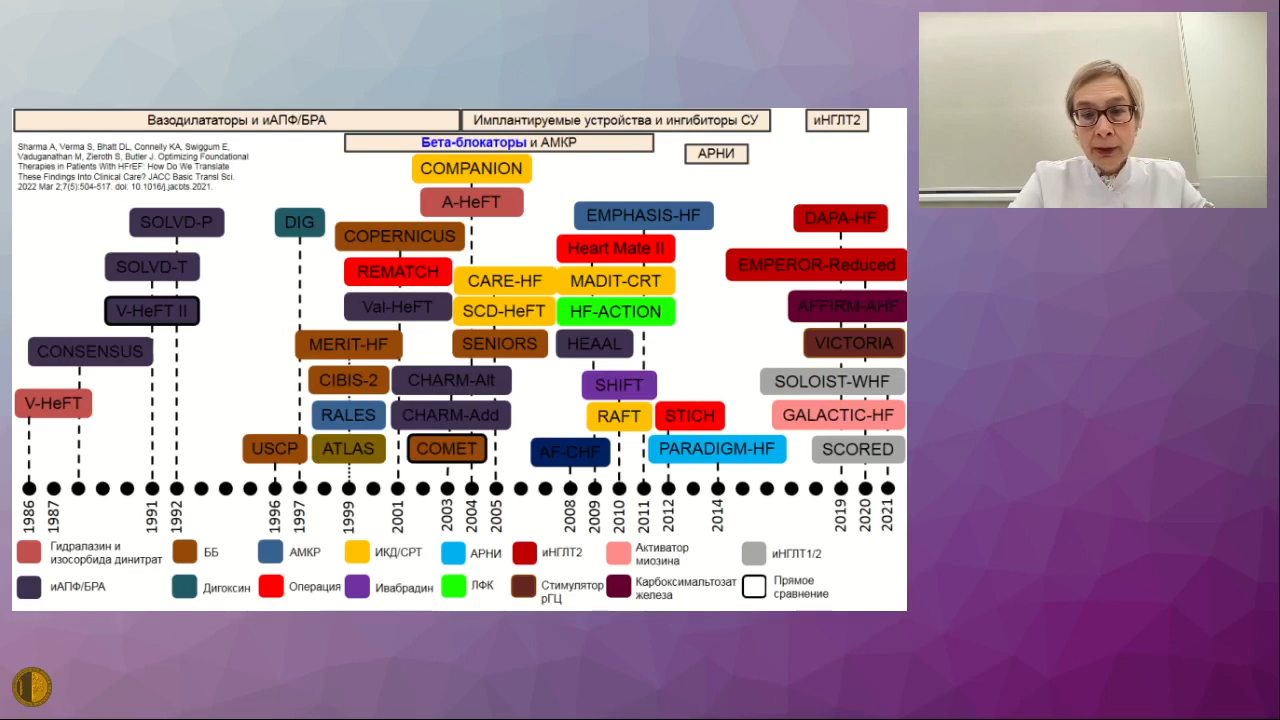 Вазодилататоры и иАПФ/БРА
Имплантируемые устройства и ингибиторы СУ
иНГЛТ2
Бета-блокаторы и АМКР
АРНИ
Sharma A, Verma S, Bhatt DL, Connelly KA, Swiggum E,
Vaduganathan M, Zieroth S, Butler J. Optimizing Foundational
Therapies in Patients With HFrEF: How Do We Translate
These Findings Into Clinical Care? JACC Basic Transl Sci.
2022 Mar 2;7(5):504-517. doi: 10.1016/j.jacbts.2021.
COMPANION
A-HeFT
SOLVD-P
DIG
COPERNICUS
EMPHASIS-HF
DAPA-HF
Heart Mate II
SOLVD-T
REMATCH
CARE-HF
MADIT-CRT
EMPEROR-Reduced
V-HeFT II
Val-HeFT
SCD-HeFT
HF-ACTION
AFFIRM-AHF
CONSENSUS
MERIT-HF
SENIORS
HEAAL
VICTORIA
CIBIS-2
CHARM-Alt
SHIFT
SOLOIST-WHF
V-HeFT
RALES
CHARM-Add
RAFT
STICH
GALACTIC-HF
USCP
ATLAS
COMET
AF-CHF
PARADIGM-HF
SCORED
1986
1987
1991
1992
1996
1997
1999
2001
2003
2004
2005
2008
2009
2010
2011
2012
2014
2019
2020
2021
Гидралазин и
изосорбида динитрат
ББ
АМКР
ИКД/СРТ
АРНИ
иНГЛТ2
Активатор
миозина
иНГЛТ1/2
иАПФ/БРА
Дигоксин
Операция
Ивабрадин
ЛФК
Стимулятор
рГЦ
Карбоксимальтозат
железа
Прямое
сравнение